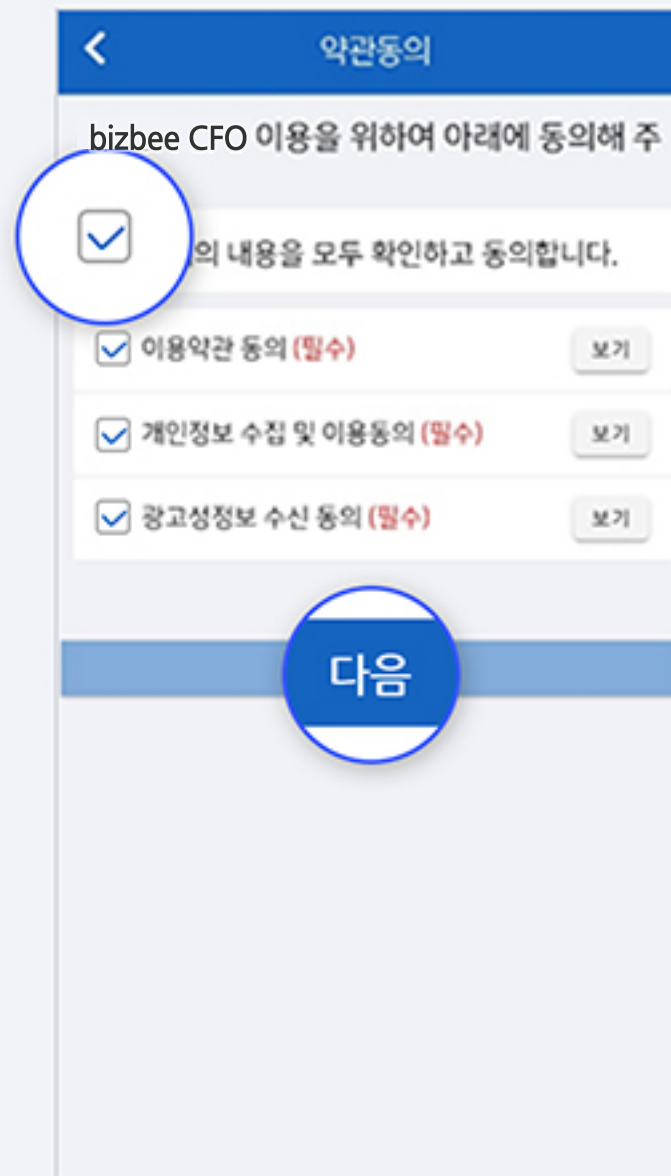 약관동의
bizbee CFO 이용을 위하여 아래에 동의해 주
의 내용을 모두 확인하고 동의합니다.
이용약관 동의 (필수) 보기
개인정보 수집 및 이용동의 (필수) 보기
광고성정보 수신 동의 (필수) 보기
다음